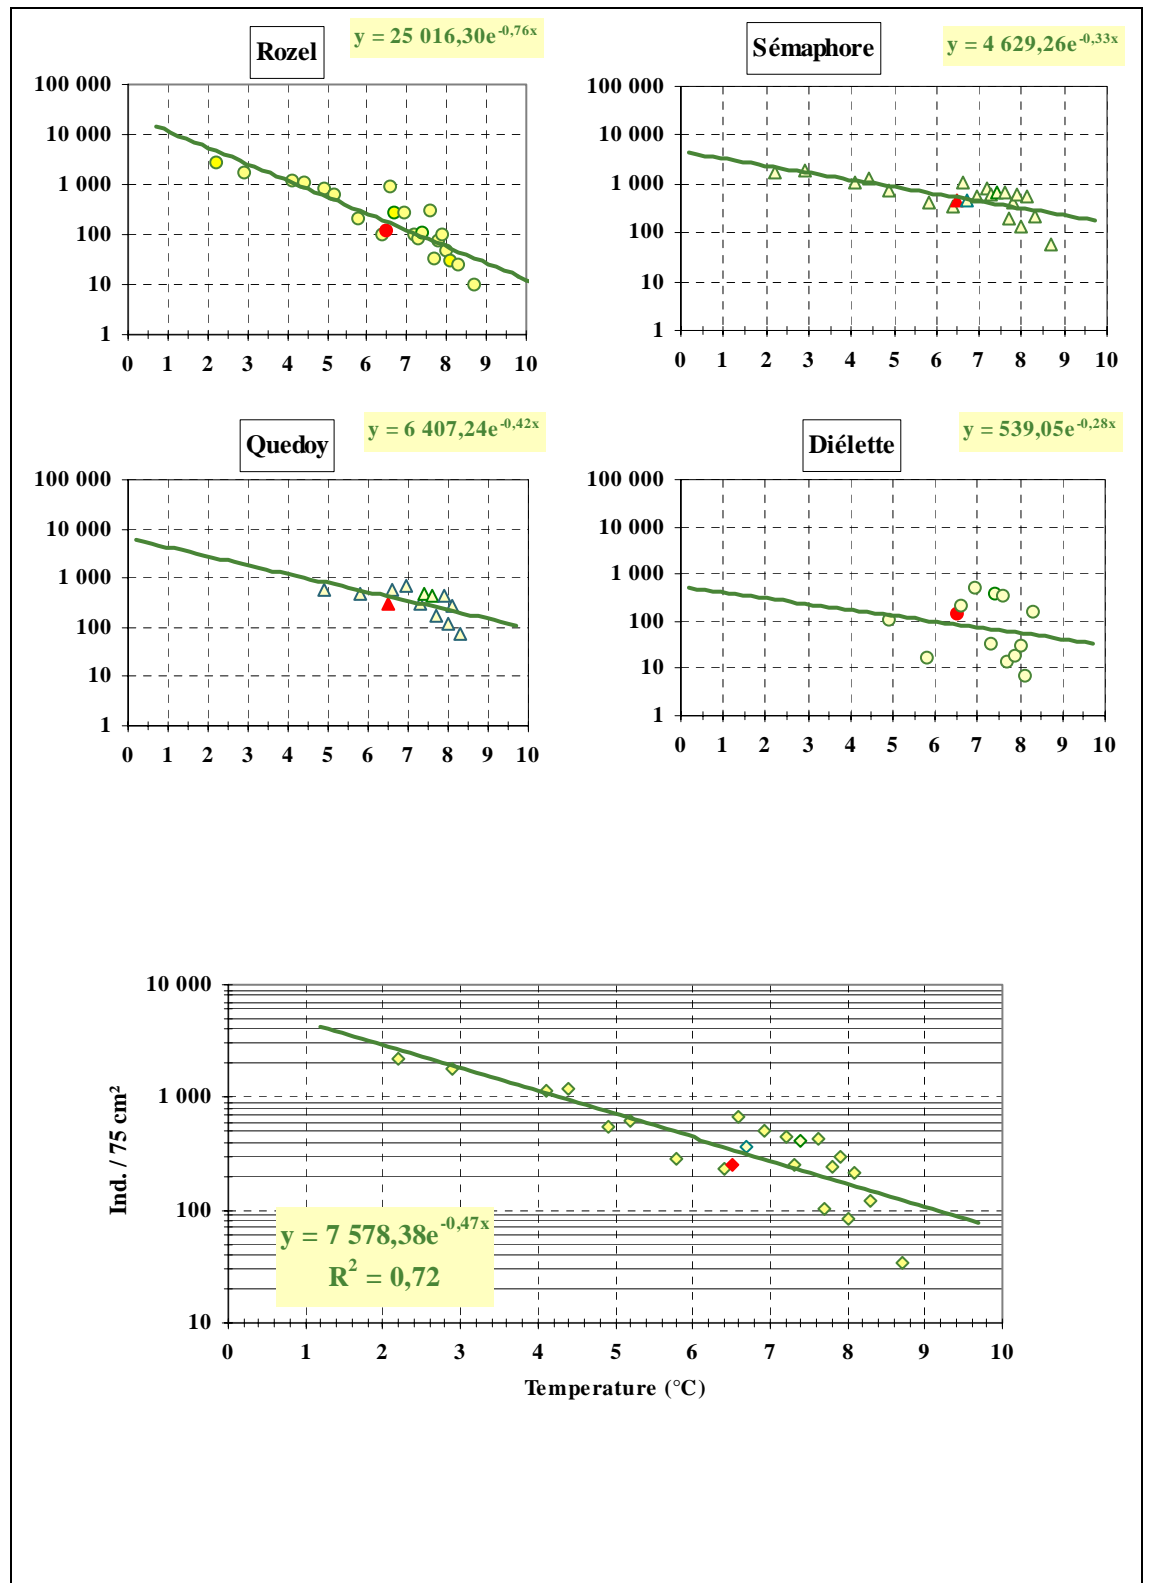 Rozel
y = 25 016,30e^-0,76x
100 000
10 000
1 000
100
10
1
0 1 2 3 4 5 6 7 8 9 10
Sémaphore
y = 4 629,26e^-0,33x
100 000
10 000
1 000
100
10
1
0 1 2 3 4 5 6 7 8 9 10
Quedoy
y = 6 407,24e^-0,42x
100 000
10 000
1 000
100
10
1
0 1 2 3 4 5 6 7 8 9 10
Diélette
y = 539,05e^-0,28x
100 000
10 000
1 000
100
10
1
0 1 2 3 4 5 6 7 8 9 10
Ind. / 75 cm²
10 000
1 000
100
10
y = 7 578,38e^-0,47x
R² = 0,72
0 1 2 3 4 5 6 7 8 9 10
Temperature (°C)